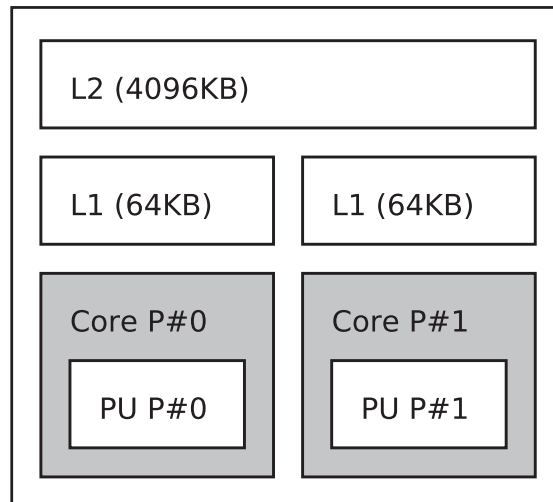 L2 (4096KB)
L1 (64KB)
L1 (64KB)
Core P#0
Core P#1
PU P#0
PU P#1